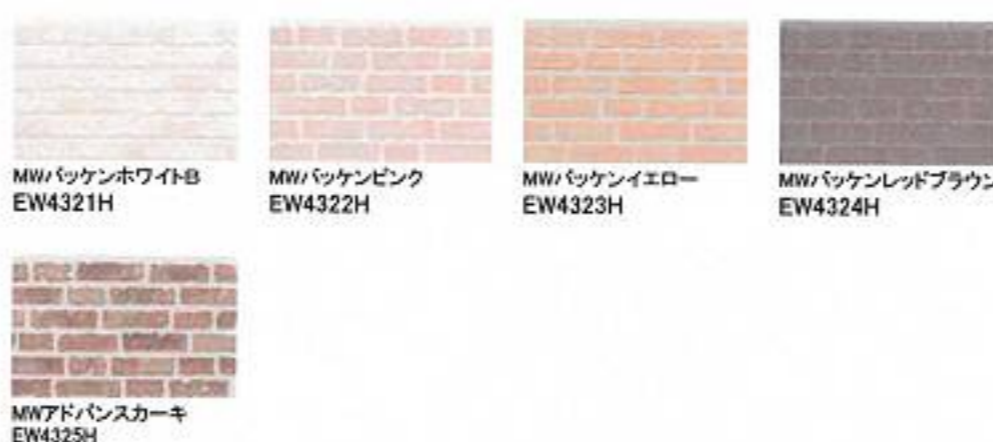 MWバッケンホワイトB
EW4321H
MWバッケンピンク
EW4322H
MWバッケンイエロー
EW4323H
MWバッケンレッドブラウン
EW4324H
MWアドバンスカーキ
EW4325H